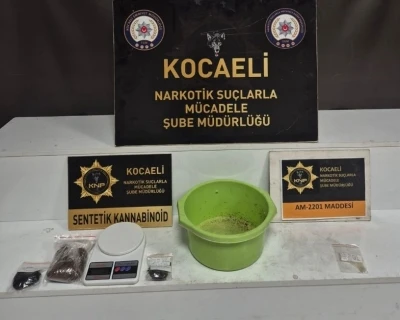 KOCAELİ
NARKOTİK SUÇLARLA
MÜCADELE
ŞUBE MÜDÜRLÜĞÜ
KOCAELİ
NARKOTİK SUÇLARLA
MÜCADELE
ŞUBE MÜDÜRLÜĞÜ
SENTETİK KANNABİNOİD
KOCAELİ
NARKOTİK SUÇLARLA
MÜCADELE
ŞUBE MÜDÜRLÜĞÜ
AM-2201 MADDESİ